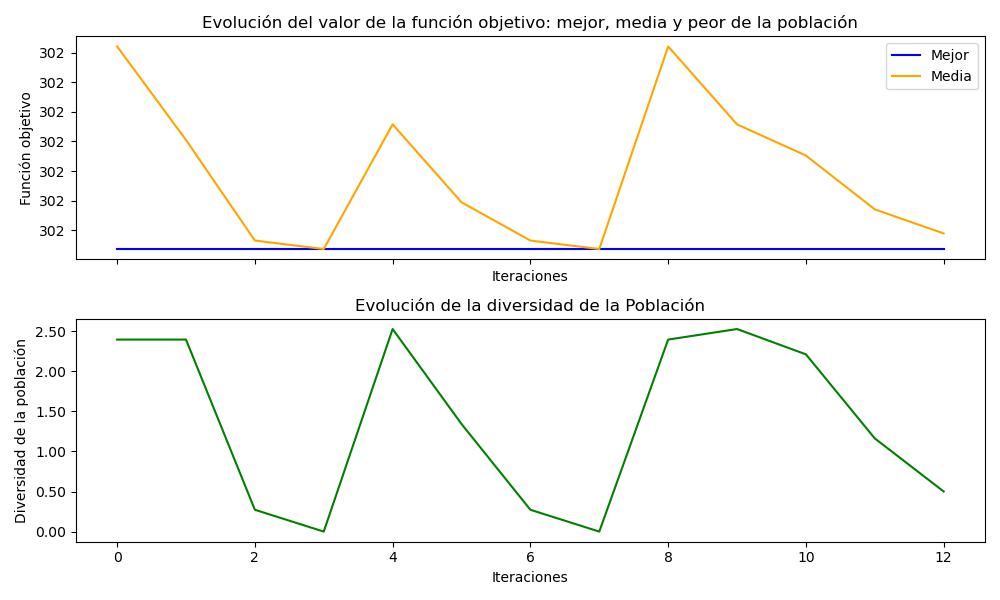 Evolución del valor de la función objetivo: mejor, media y peor de la población
302
302
302
302
302
302
302
Función objetivo
Mejor
Media
Iteraciones
Evolución de la diversidad de la Población
2.50
2.00
1.50
1.00
0.50
0.00
Diversidad de la población
0 2 4 6 8 10 12
Iteraciones